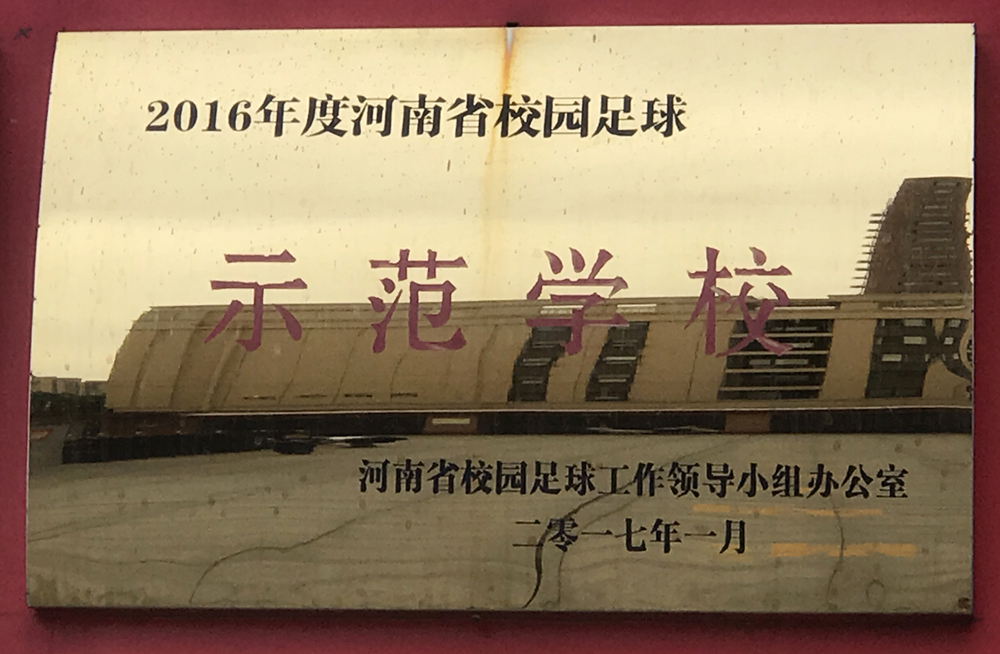 2016年度河南省校园足球
示范学校
河南省校园足球工作领导小组办公室
二零一七年一月